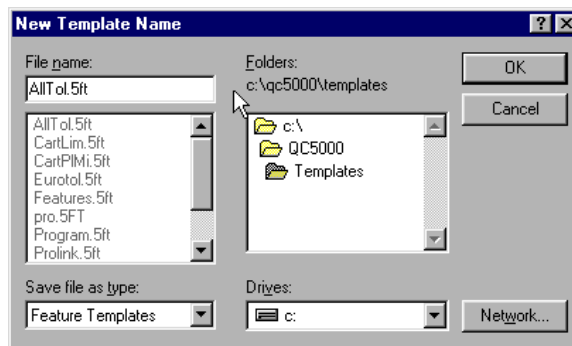 New Template Name
File name:
AllTol.5ft
AllTol.5ft
CartLim.5ft
CartPlMi.5ft
Eurotol.5ft
Features.5ft
pro.5FT
Program.5ft
Prolink.5ft
Save file as type:
Feature Templates
Folders:
c:\qc5000\templates
c:\
QC5000
Templates
Drives:
c:
OK
Cancel
Network...